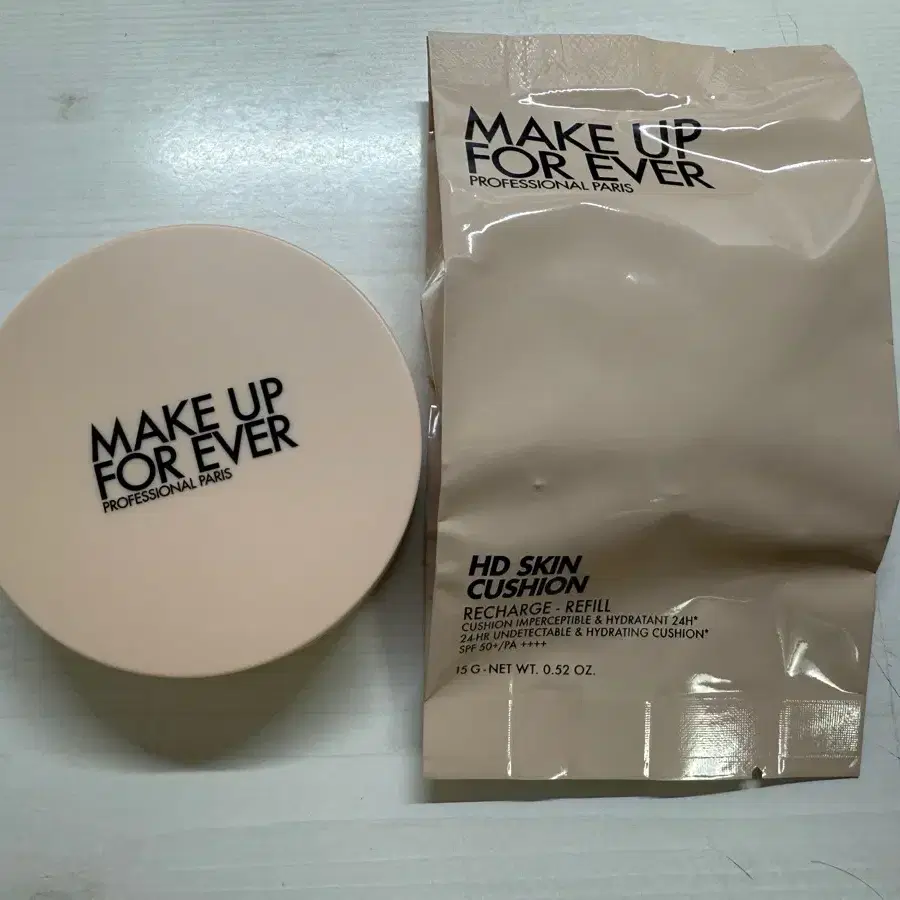 MAKE UP
FOR EVER
PROFESSIONAL PARIS
MAKE UP
FOR EVER
PROFESSIONAL PARIS
HD SKIN
CUSHION
RECHARGE - REFILL
CUSHION IMPERCEPTIBLE & HYDRATANT 24H*
24-HR UNDETECTABLE & HYDRATING CUSHION*
SPF 50+/PA ++++
15 G - NET WT. 0.52 OZ.